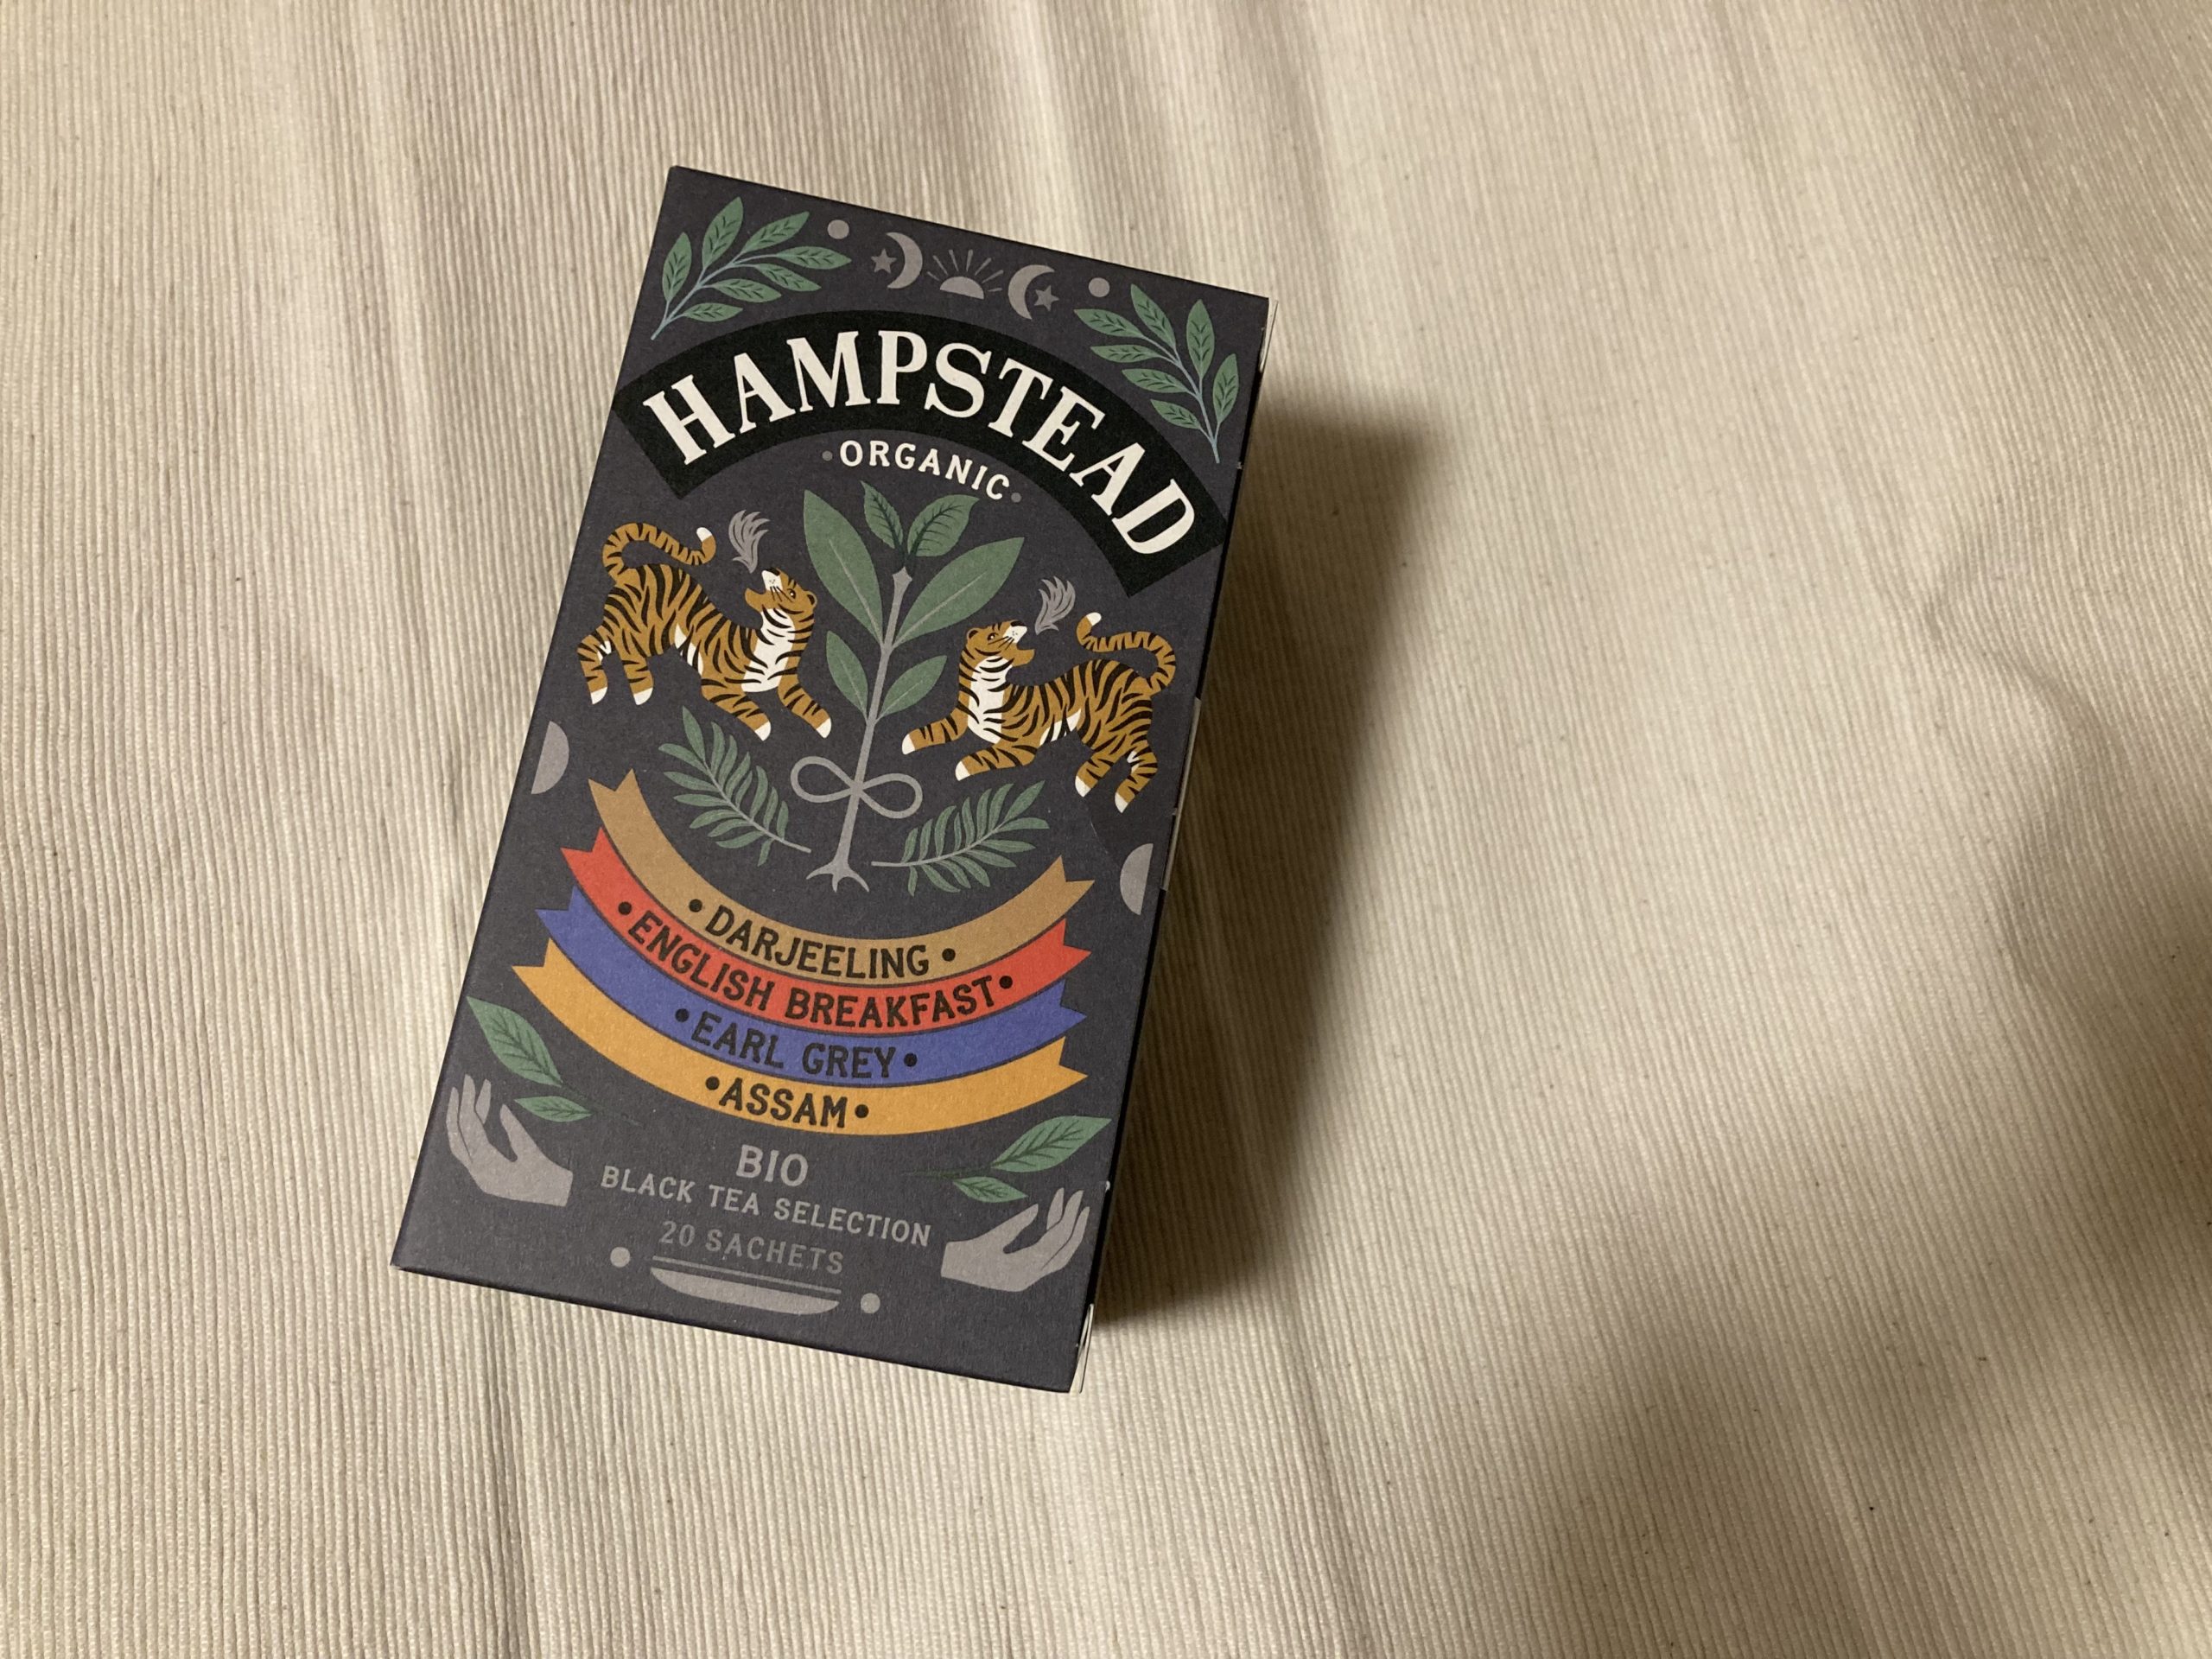 HAMPSTEAD
ORGANIC
• DARJEELING •
• ENGLISH BREAKFAST •
• EARL GREY •
• ASSAM •
BIO
BLACK TEA SELECTION
20 SACHETS